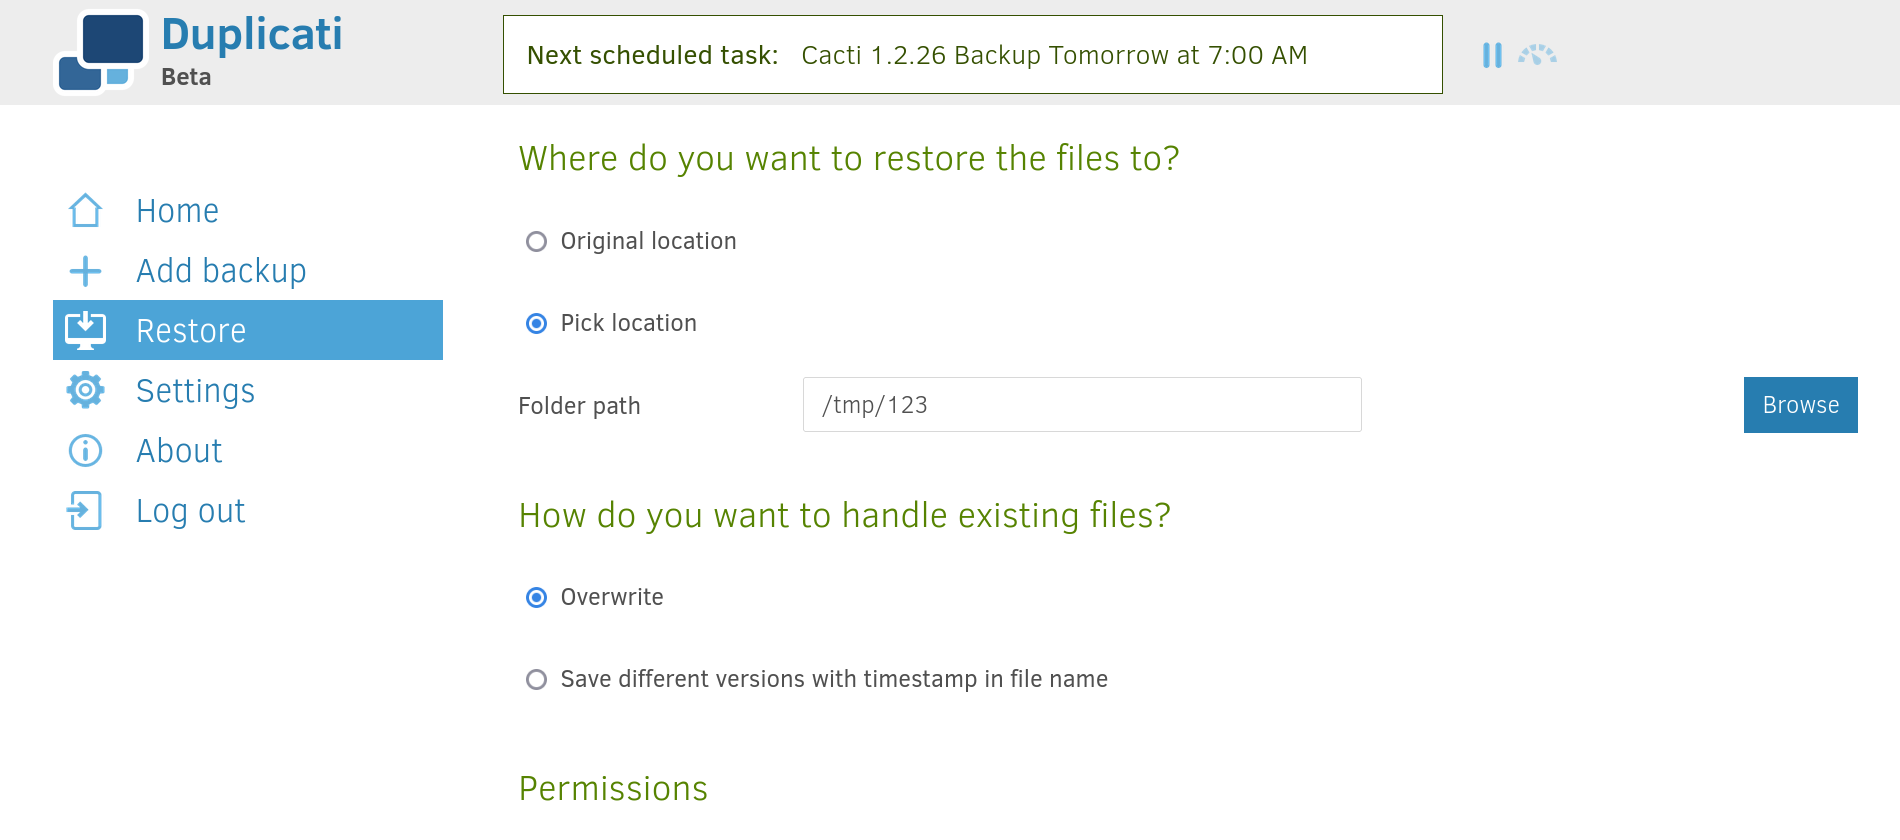 Duplicati
Beta
Next scheduled task: Cacti 1.2.26 Backup Tomorrow at 7:00 AM
Home
Add backup
Restore
Settings
About
Log out
Where do you want to restore the files to?
Original location
Pick location
Folder path /tmp/123 Browse
How do you want to handle existing files?
Overwrite
Save different versions with timestamp in file name
Permissions